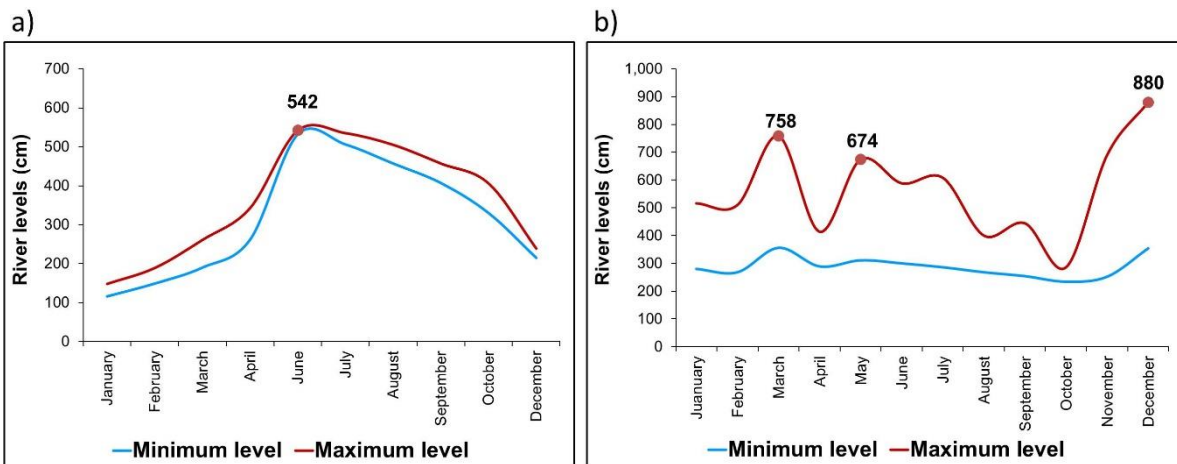 a)
River levels (cm)
700
600
500
400
300
200
100
0
542
January
February
March
April
June
July
August
September
October
December
Minimum level
Maximum level
b)
River levels (cm)
1,000
900
800
700
600
500
400
300
200
100
0
758
674
880
Juanuary
February
March
April
May
June
July
August
September
October
November
December
Minimum level
Maximum level